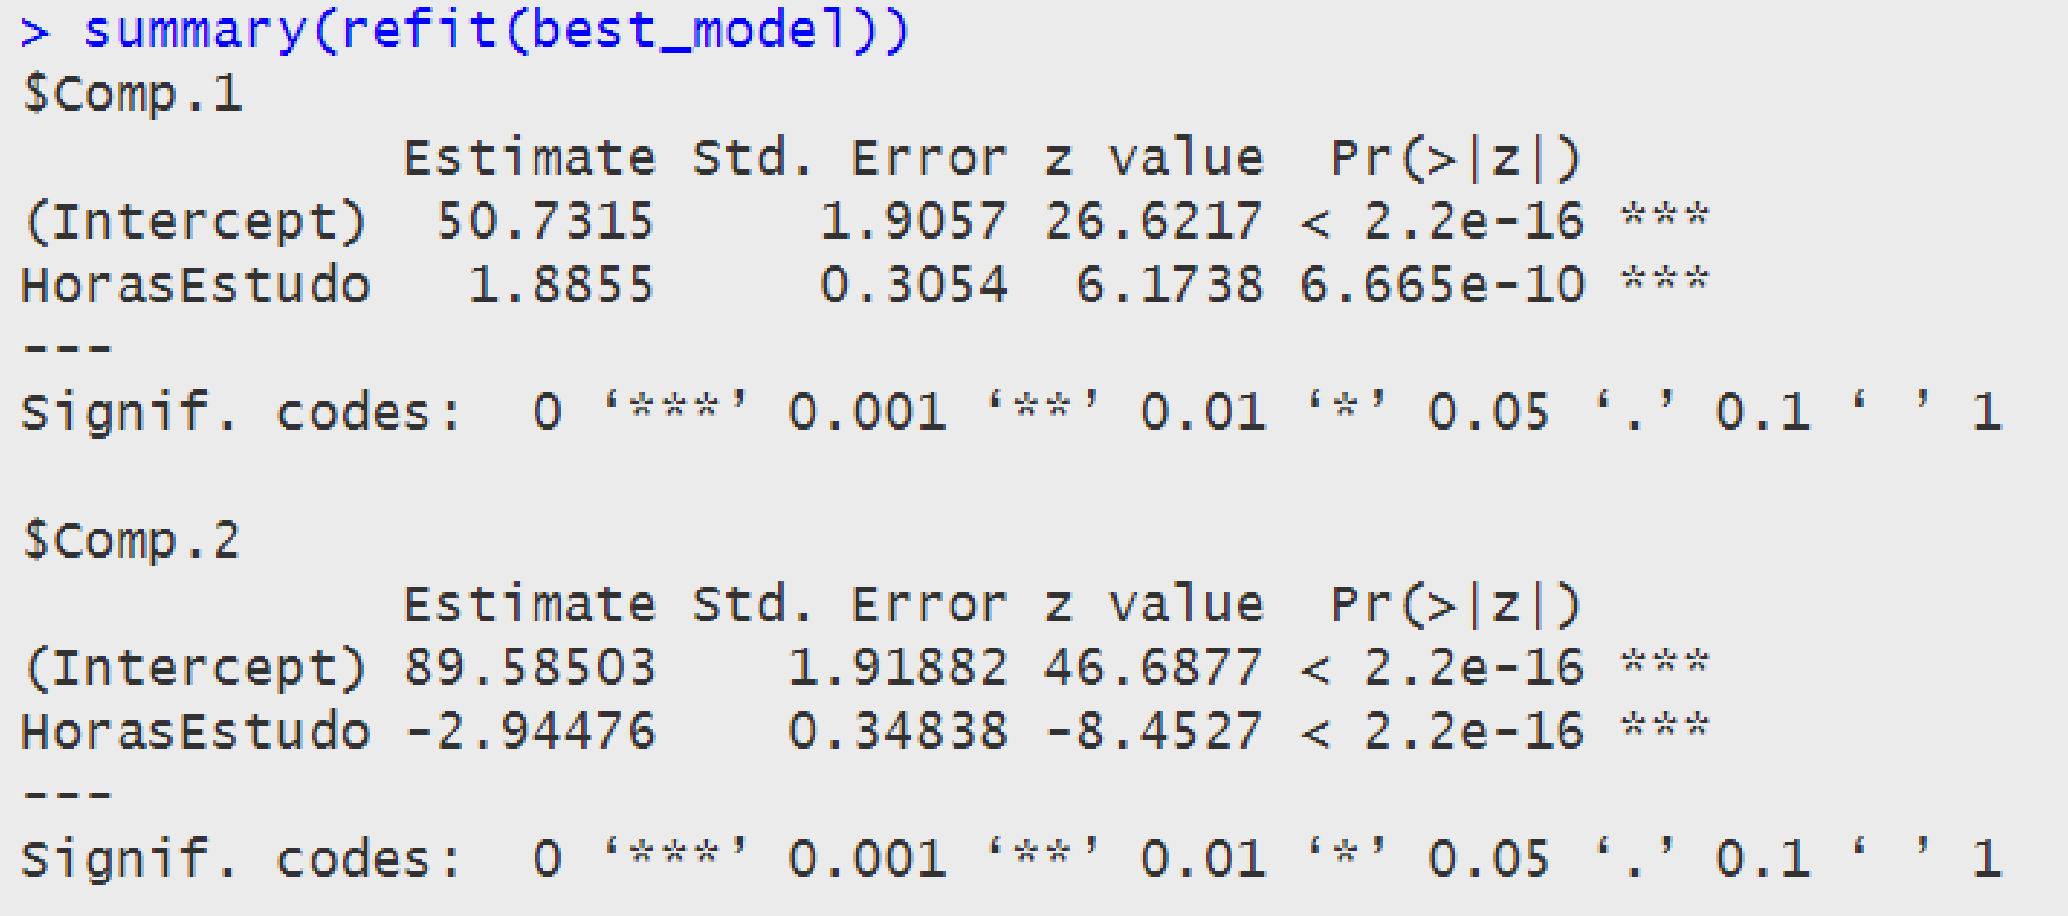 > summary(refit(best_model))
$Comp.1
            Estimate Std. Error z value  Pr(>|z|)
(Intercept)  50.7315     1.9057 26.6217 < 2.2e-16 ***
HorasEstudo   1.8855     0.3054  6.1738 6.665e-10 ***
---
Signif. codes:  0 ‘***’ 0.001 ‘**’ 0.01 ‘*’ 0.05 ‘.’ 0.1 ‘ ’ 1

$Comp.2
            Estimate Std. Error z value  Pr(>|z|)
(Intercept) 89.58503    1.91882 46.6877 < 2.2e-16 ***
HorasEstudo -2.94476    0.34838 -8.4527 < 2.2e-16 ***
---
Signif. codes:  0 ‘***’ 0.001 ‘**’ 0.01 ‘*’ 0.05 ‘.’ 0.1 ‘ ’ 1